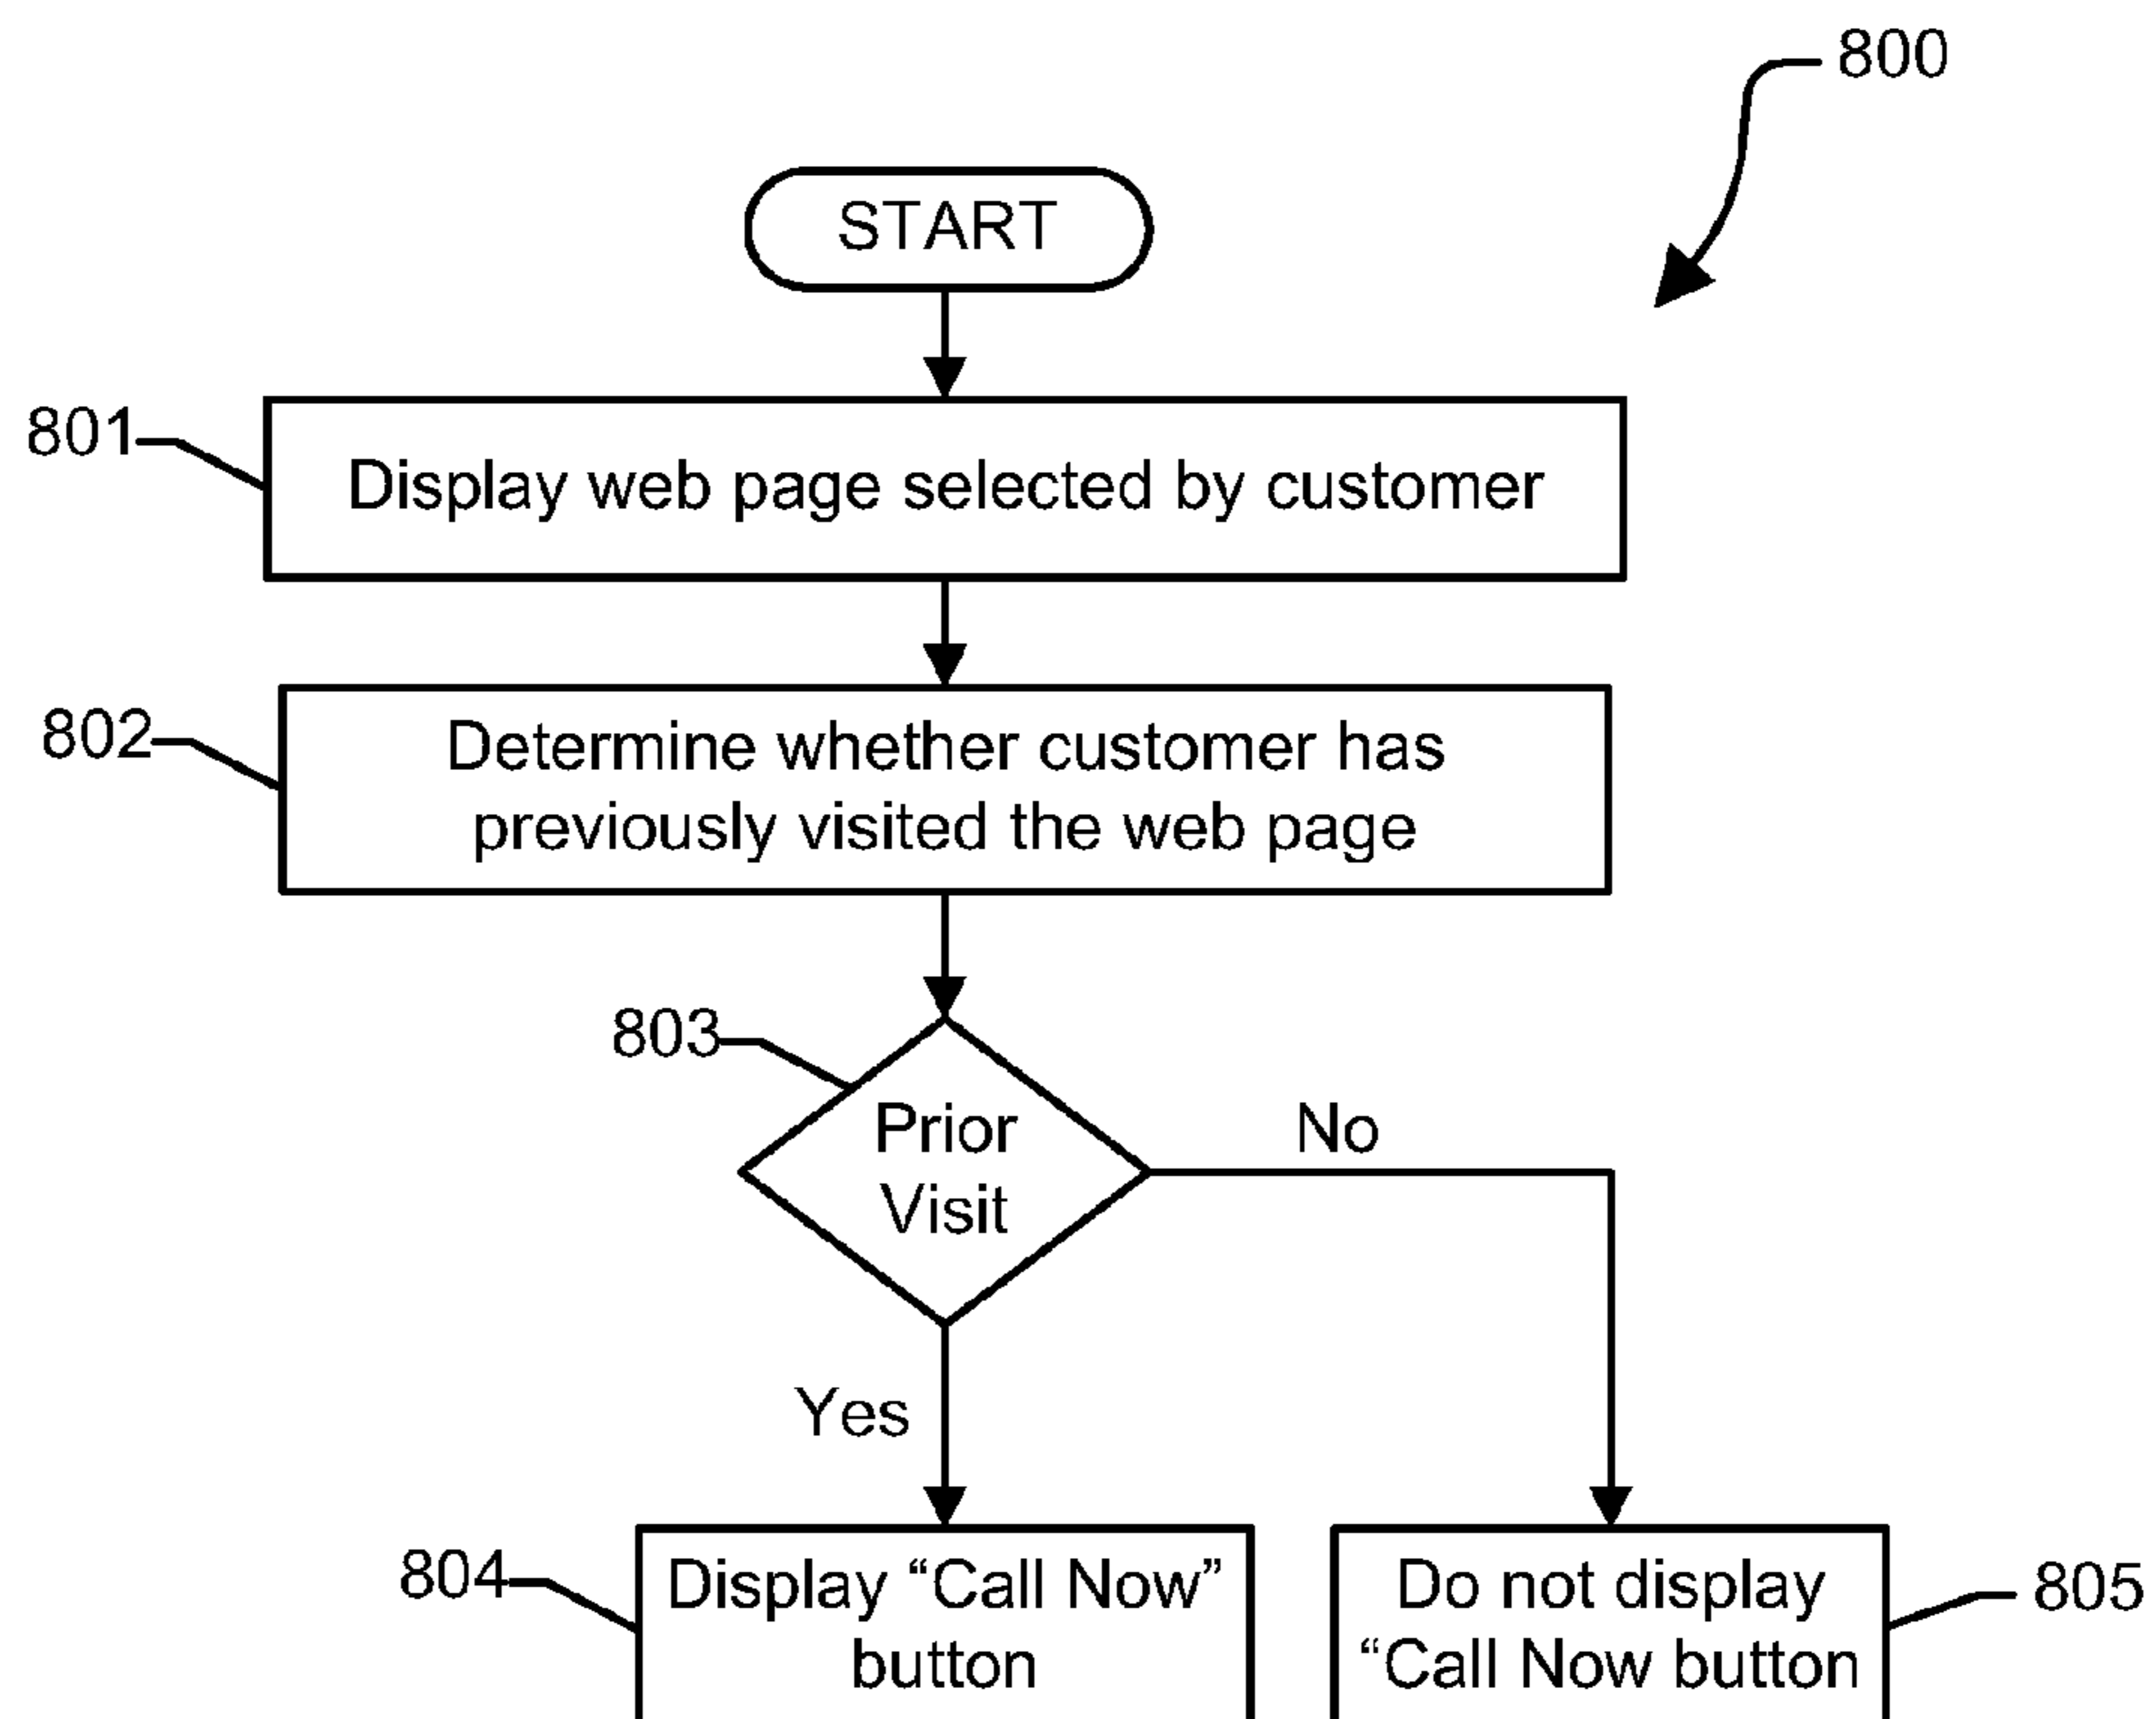 800
START
801
Display web page selected by customer
802
Determine whether customer has
previously visited the web page
803
Prior
Visit
No
Yes
804
Display “Call Now”
button
Do not display
“Call Now button
805